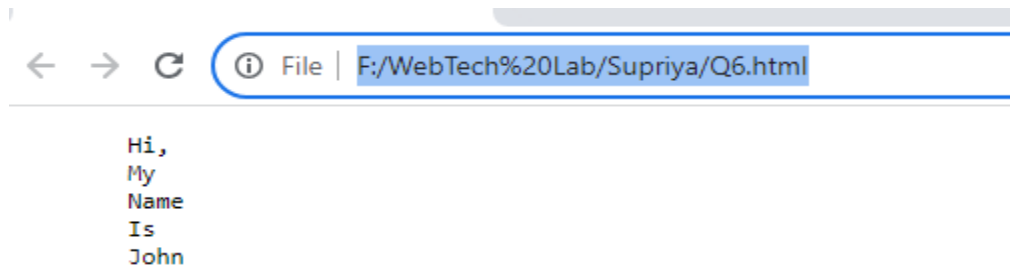 File | F:/WebTech%20Lab/Supriya/Q6.html
Hi,
My
Name
Is
John